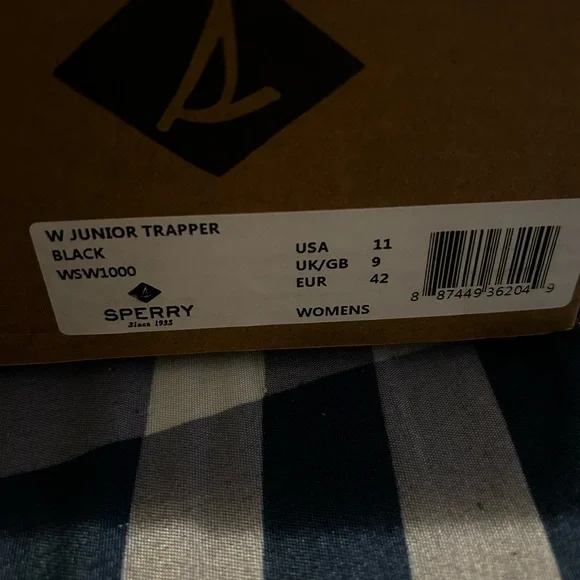 W JUNIOR TRAPPER
BLACK
WSW1000
SPERRY
Since 1935
USA 11
UK/GB 9
EUR 42
WOMENS
8 87449 36204 9